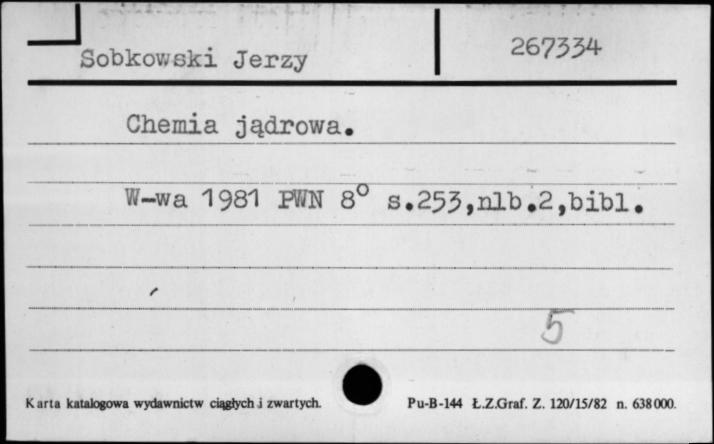 Sobkowski Jerzy 267334
Chemia jądrowa.
W-wa 1981 PWN 8° s.253,nlb.2,bibl.
5
Karta katalogowa wydawnictw ciągłych i zwartych. Pu-B-144 Ł.Z.Graf. Z. 120/15/82 n. 638000.